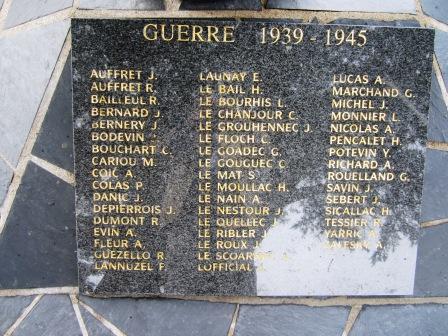 GUERRE 1939 - 1945
AUFFRET J.
AUFFRET R.
BAILLEUL R.
BERNARD J.
BERNERY J.
BODEVIN
BOUCHART C.
CARIOU M.
COIC A.
COLAS P.
DANIC J.
DEPIERROIS J.
DUMONT R.
EVIN A.
FLEUR A.
GUEZELLO R.
LANNUZEL F.
LAUNAY E.
LE BAIL H.
LE BOURHIS L.
LE CHANJOUR C.
LE GROUHENNEC J.
LE FLOCH C.
LE GOADEC G.
LE GOUGUEC C.
LE MAT S.
LE MOULLAC H.
LE NAIN A.
LE NESTOUR J.
LE QUELLEC J.
LE RIBLER J.
LE ROUX J.
LE SCOARNEC
LOFFICIAL J.
LUCAS A.
MARCHAND G.
MICHEL J.
MONNIER L.
NICOLAS A.
PENCALET H.
POTEVIN Y.
RICHARD A.
ROUELLAND G.
SAVIN J.
SEBERT J.
SICALLAC H.
TESSIER R.
YARRIC A.
ZALESKY A.